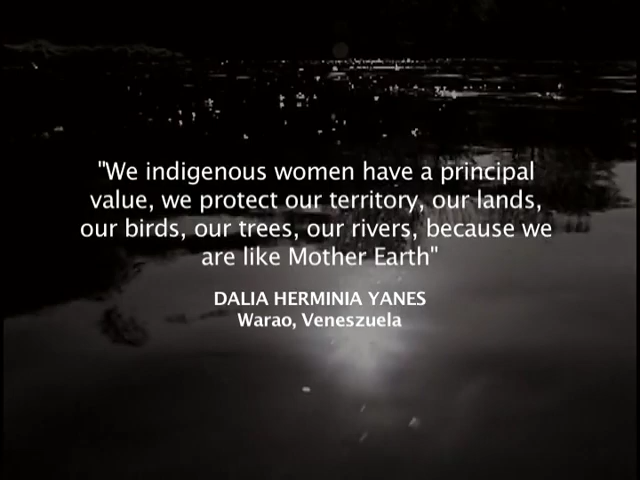 "We indigenous women have a principal
value, we protect our territory, our lands,
our birds, our trees, our rivers, because we
are like Mother Earth"
DALIA HERMINIA YANES
Warao, Veneszuela